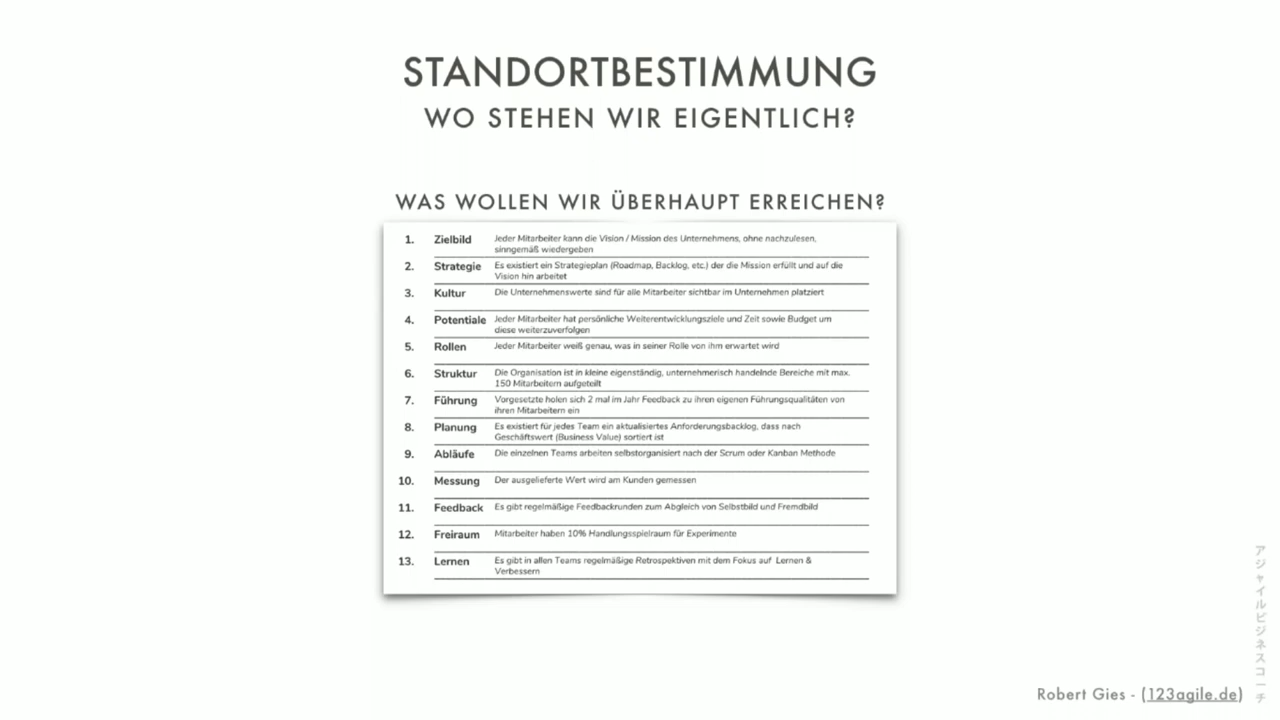 STANDORTBESTIMMUNG
WO STEHEN WIR EIGENTLICH?
WAS WOLLEN WIR ÜBERHAUPT ERREICHEN?
1. Zielbild Jeder Mitarbeiter kann die Vision / Mission des Unternehmens, ohne nachzulesen,
sinngemäß wiedergeben
2. Strategie Es existiert ein Strategieplan (Roadmap, Backlog, etc.) der die Mission erfüllt und auf die
Vision hin arbeitet
3. Kultur Die Unternehmenswerte sind für alle Mitarbeiter sichtbar im Unternehmen platziert
4. Potentiale Jeder Mitarbeiter hat persönliche Weiterentwicklungsziele und Zeit sowie Budget um
diese weiterzuverfolgen
5. Rollen Jeder Mitarbeiter weiß genau, was in seiner Rolle von ihm erwartet wird
6. Struktur Die Organisation ist in kleine eigenständig, unternehmerisch handelnde Bereiche mit max.
150 Mitarbeitern aufgeteilt
7. Führung Vorgesetzte holen sich 2 mal im Jahr Feedback zu ihren eigenen Führungsqualitäten von
ihren Mitarbeitern ein
8. Planung Es existiert für jedes Team ein aktualisiertes Anforderungsbacklog, dass nach
Geschäftswert (Business Value) sortiert ist
9. Abläufe Die einzelnen Teams arbeiten selbstorganisiert nach der Scrum oder Kanban Methode
10. Messung Der ausgelieferte Wert wird am Kunden gemessen
11. Feedback Es gibt regelmäßige Feedbackrunden zum Abgleich von Selbstbild und Fremdbild
12. Freiraum Mitarbeiter haben 10% Handlungsspielraum für Experimente
13. Lernen Es gibt in allen Teams regelmäßige Retrospektiven mit dem Fokus auf Lernen &
Verbessern
アジャイルビジネスコーチ
Robert Gies - (123agile.de)